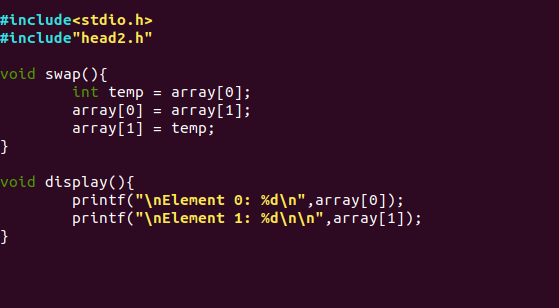 #include<stdio.h>
#include"head2.h"
void swap(){
int temp = array[0];
array[0] = array[1];
array[1] = temp;
}
void display(){
printf("\nElement 0: %d\n",array[0]);
printf("\nElement 1: %d\n\n",array[1]);
}